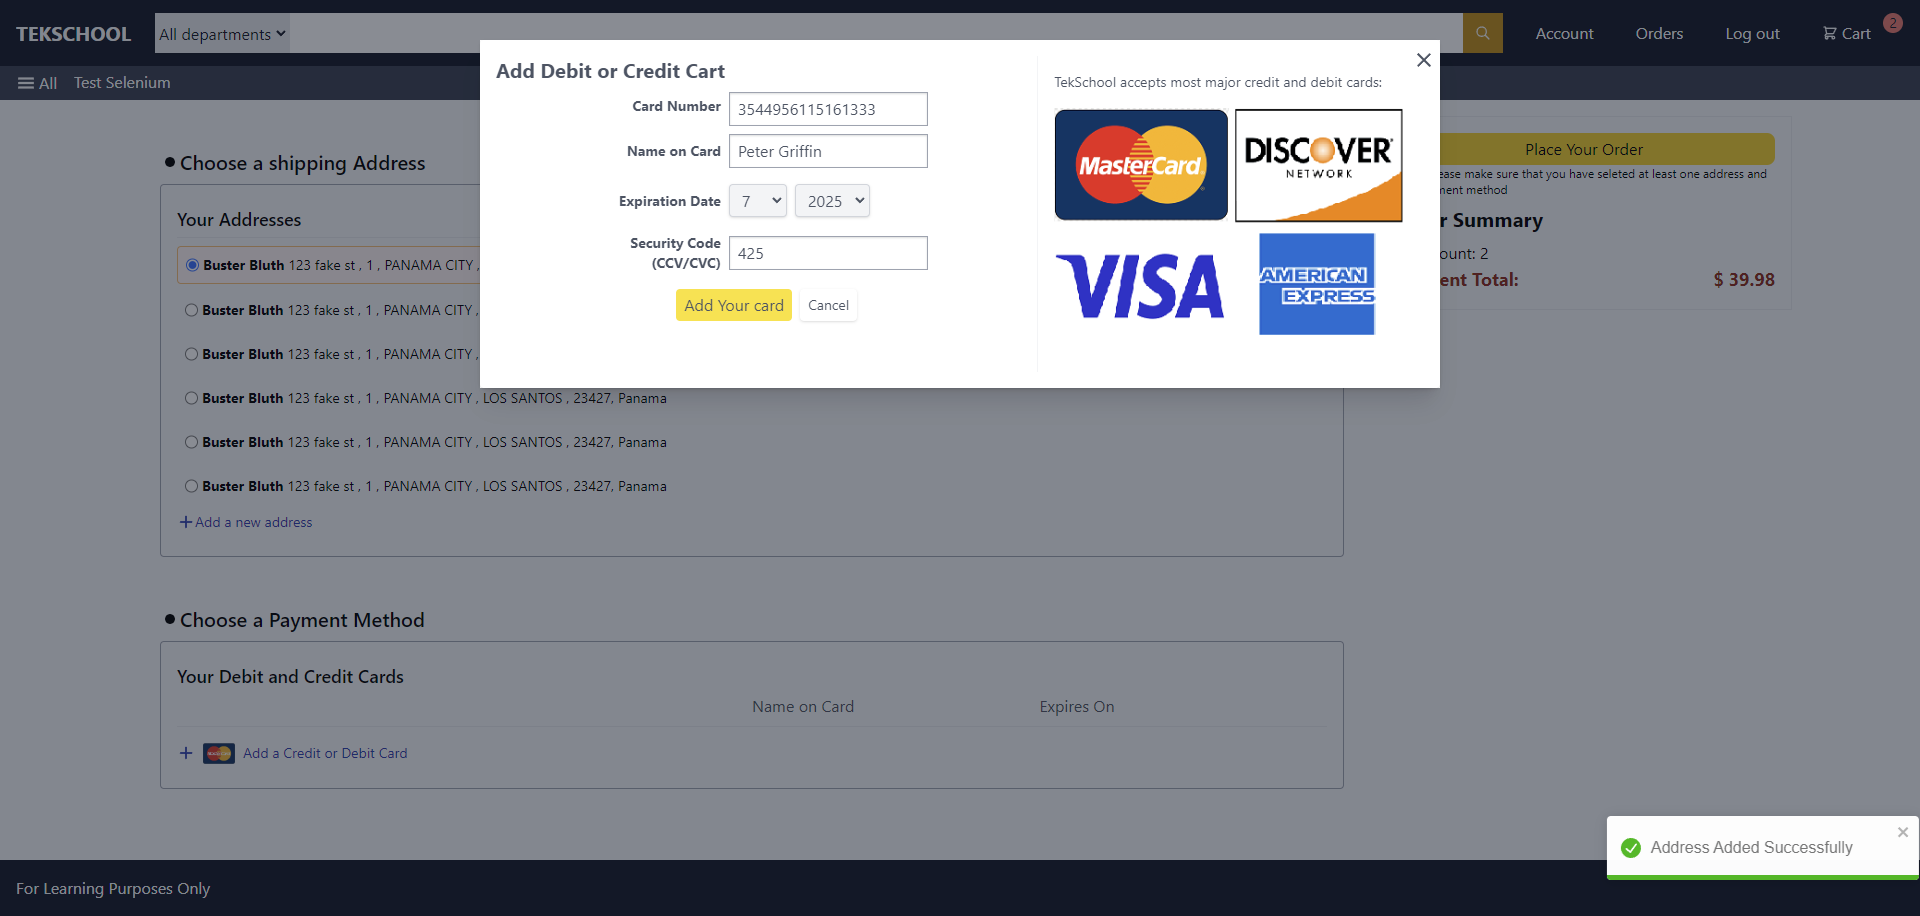 TEKSCHOOL
All departments
Account
Orders
Log out
Cart
2
All
Test Selenium
Add Debit or Credit Cart
Card Number
3544956115161333
Name on Card
Peter Griffin
Expiration Date
7
2025
Security Code
(CCV/CVC)
425
Add Your card
Cancel
TekSchool accepts most major credit and debit cards:
MasterCard
DISCOVER
NETWORK
VISA
AMERICAN
EXPRESS
Choose a shipping Address
Your Addresses
Buster Bluth 123 fake st , 1 , PANAMA CITY ,
Buster Bluth 123 fake st , 1 , PANAMA CITY ,
Buster Bluth 123 fake st , 1 , PANAMA CITY ,
Buster Bluth 123 fake st , 1 , PANAMA CITY , LOS SANTOS , 23427, Panama
Buster Bluth 123 fake st , 1 , PANAMA CITY , LOS SANTOS , 23427, Panama
Buster Bluth 123 fake st , 1 , PANAMA CITY , LOS SANTOS , 23427, Panama
Add a new address
Place Your Order
ease make sure that you have seleted at least one address and
ent method
r Summary
ount: 2
ent Total:
$ 39.98
Choose a Payment Method
Your Debit and Credit Cards
Name on Card
Expires On
Add a Credit or Debit Card
Address Added Successfully
For Learning Purposes Only